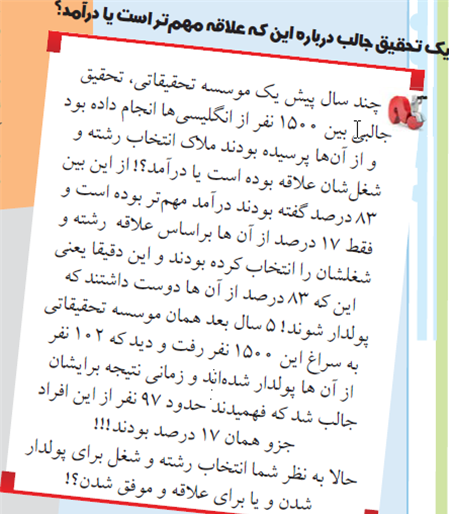 یک تحقیق جالب درباره این که علاقه مهم‌تر است یا درآمد؟
چند سال پیش یک موسسه تحقیقاتی، تحقیق
جالبی بین ۱۵۰۰ نفر از انگلیسی‌ها انجام داده بود
و از آن‌ها پرسیده بودند ملاک انتخاب رشته و
شغل‌شان علاقه بوده است یا درآمد؟! از این بین
۸۳ درصد گفته بودند درآمد مهم‌تر بوده است و
فقط ۱۷ درصد از آن ها براساس علاقه رشته و
شغلشان را انتخاب کرده بودند و این دقیقا یعنی
این که ۸۳ درصد از آن ها دوست داشتند که
پولدار شوند! ۵ سال بعد همان موسسه تحقیقاتی
به سراغ این ۱۵۰۰ نفر رفت و دید که ۱۰۲ نفر
از آن ها پولدار شده‌اند و زمانی نتیجه برایشان
جالب شد که فهمیدند حدود ۹۷ نفر از این افراد
جزو همان ۱۷ درصد بودند!!!
حالا به نظر شما انتخاب رشته و شغل برای پولدار
شدن و یا برای علاقه و موفق شدن؟!